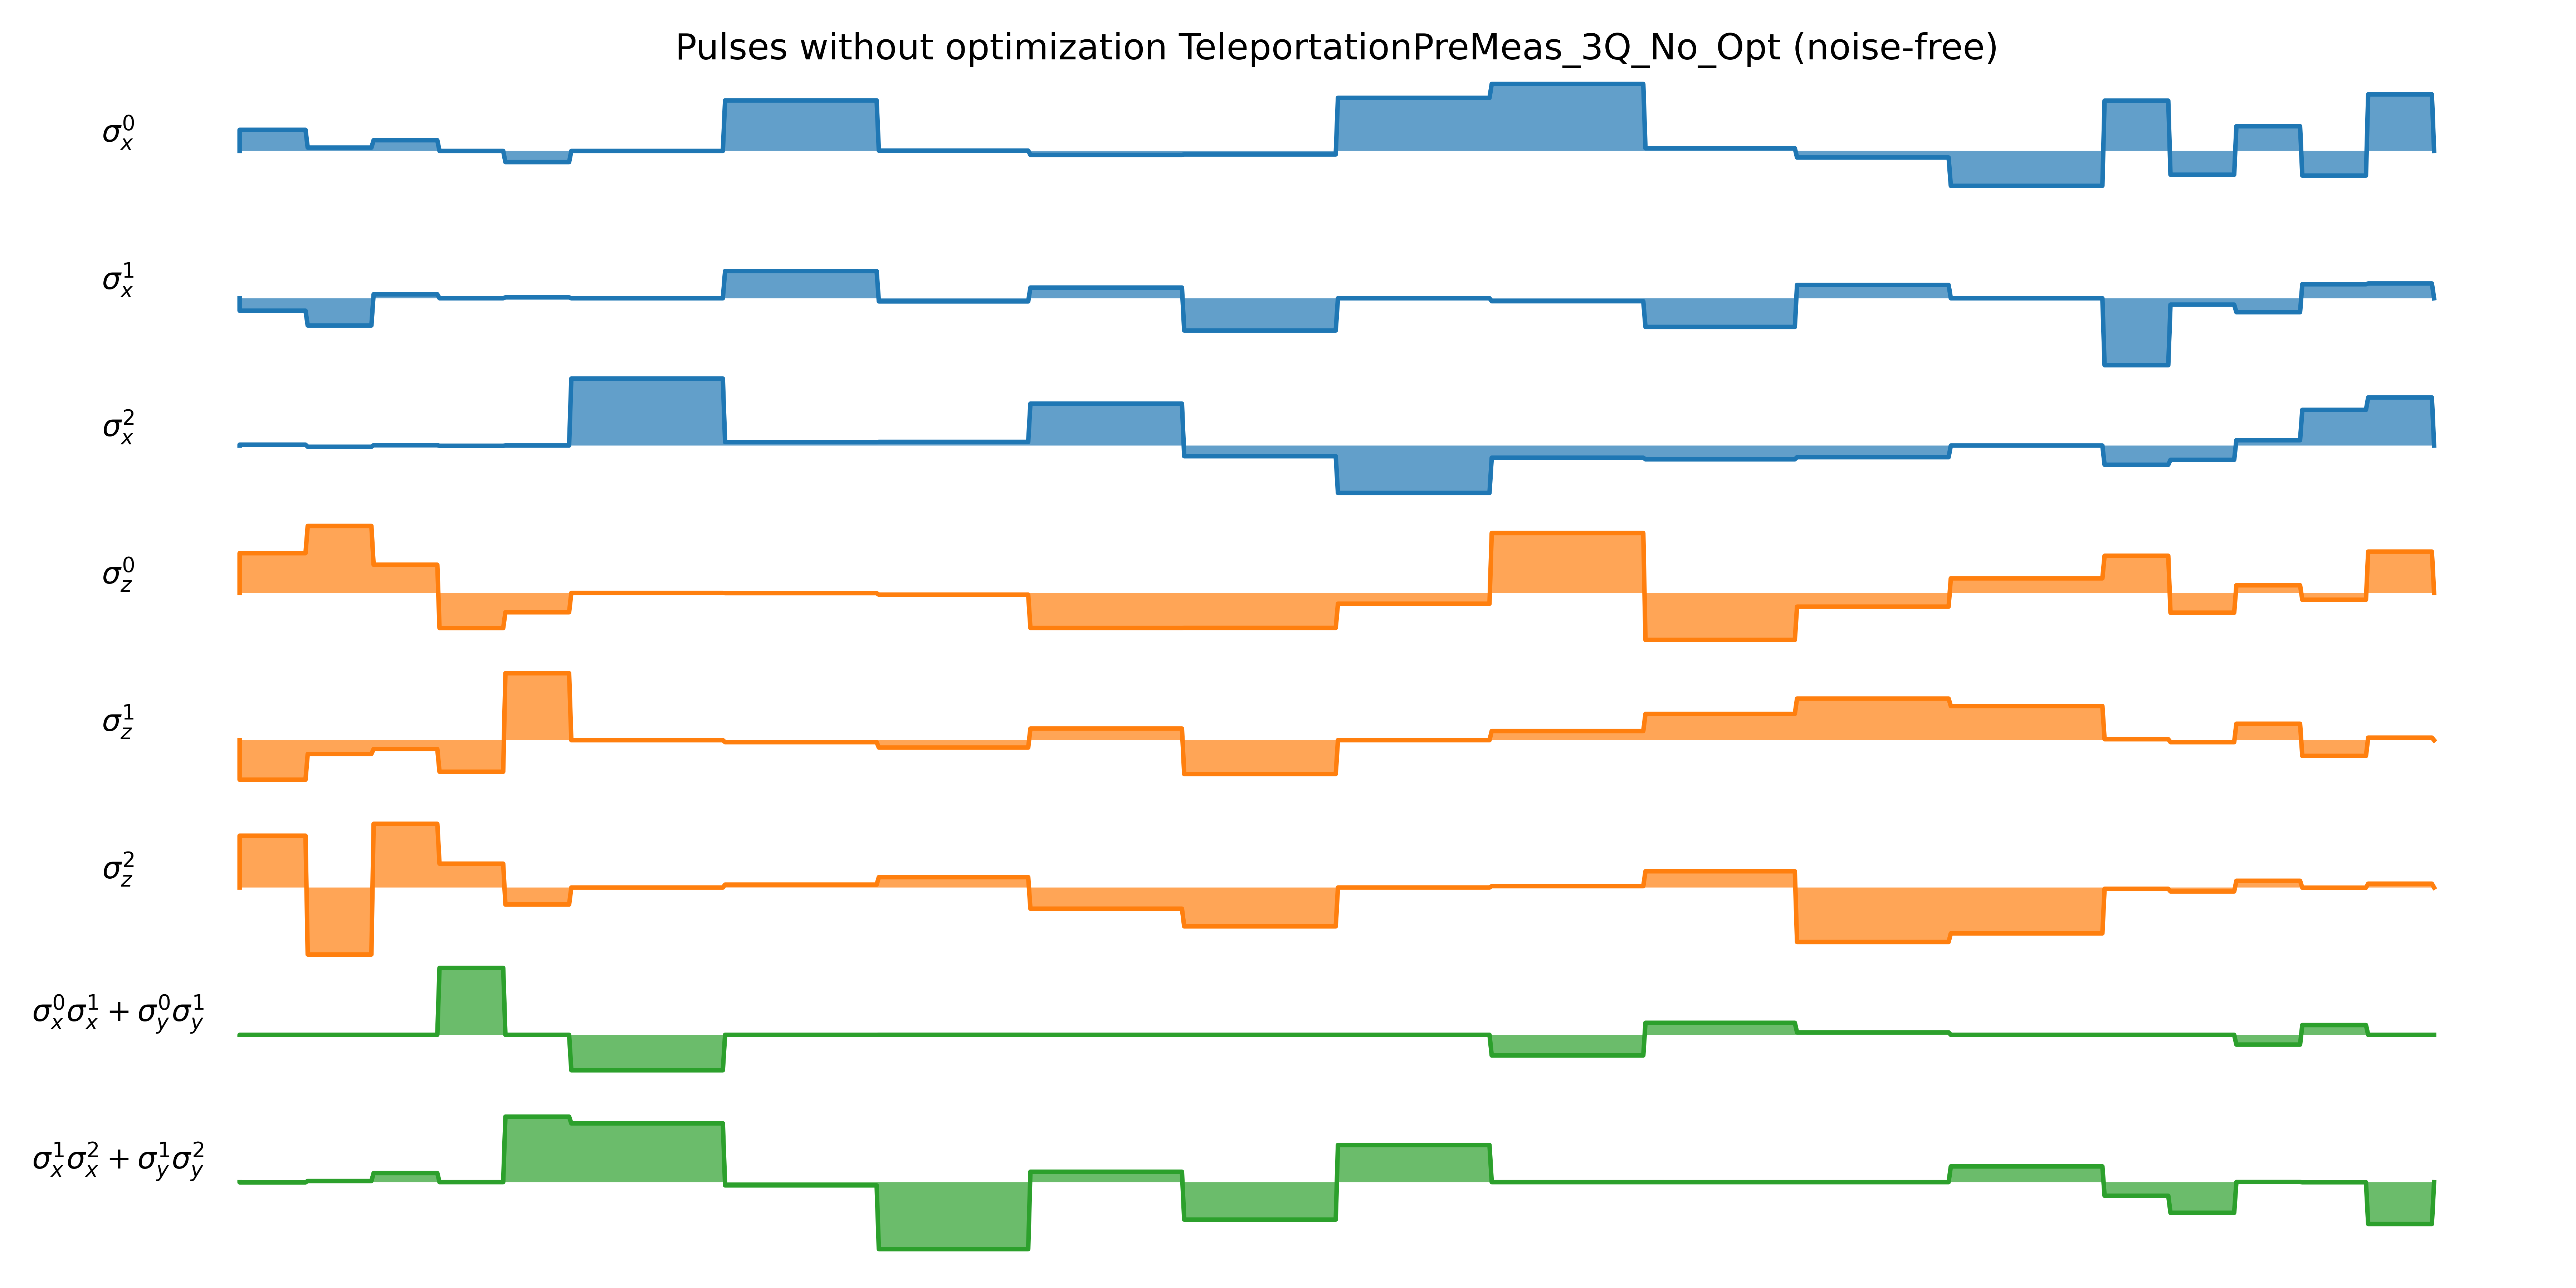 Pulses without optimization TeleportationPreMeas_3Q_No_Opt (noise-free)
σ_x^0
σ_x^1
σ_x^2
σ_z^0
σ_z^1
σ_z^2
σ_x^0σ_x^1 + σ_y^0σ_y^1
σ_x^1σ_x^2 + σ_y^1σ_y^2